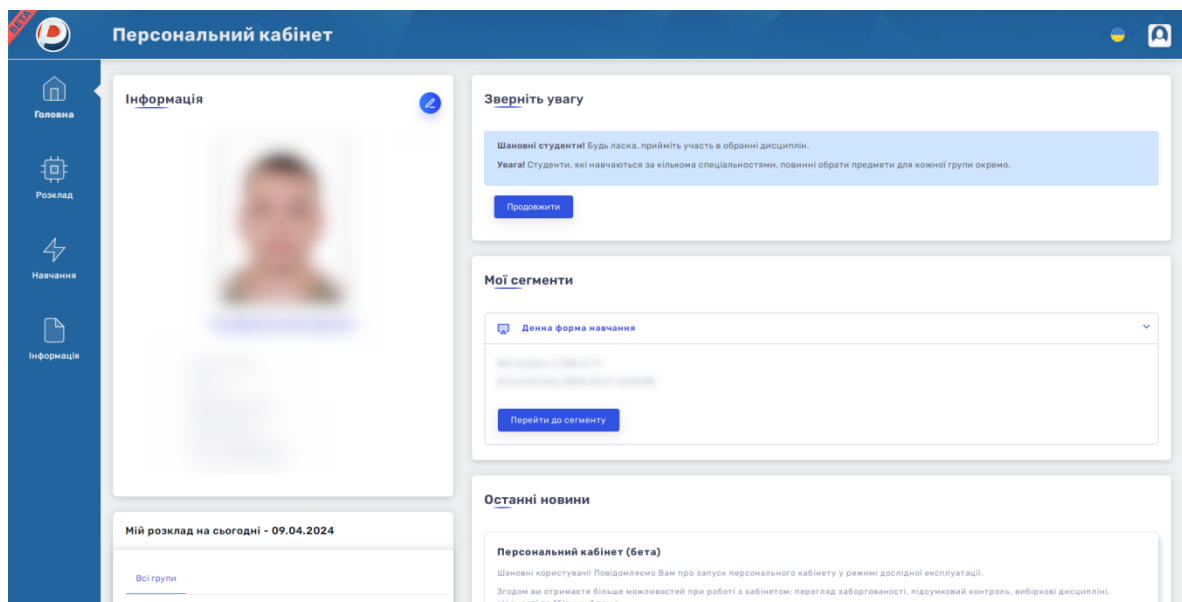 BETA
Персональний кабінет
Головна
Розклад
Навчання
Інформація
Інформація
Мій розклад на сьогодні - 09.04.2024
Всі групи
Зверніть увагу
Шановні студенти! Будь ласка, прийміть участь в обранні дисциплін.
Увага! Студенти, які навчаються за кількома спеціальностями, повинні обрати предмети для кожної групи окремо.
Продовжити
Мої сегменти
Денна форма навчання
Перейти до сегменту
Останні новини
Персональний кабінет (бета)
Шановні користувачі! Повідомляємо Вам про запуск персонального кабінету у режимі дослідної експлуатації.
Згодом ви отримаєте більше можливостей при роботі з кабінетом: перегляд заборгованості, підсумковий контроль, вибіркові дисципліні,